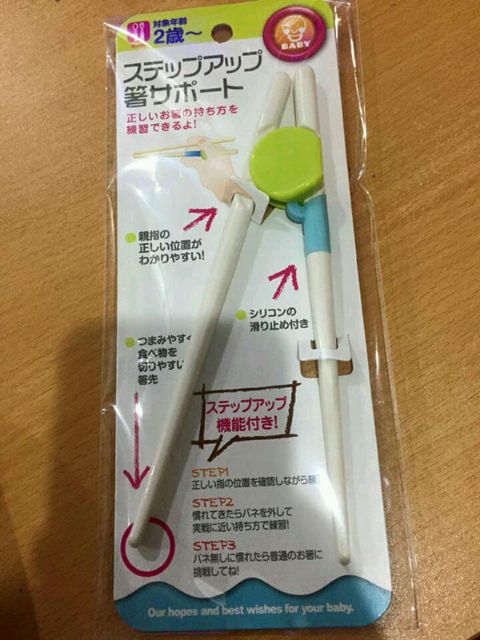 対象年齢
2歳～
BABY
ステップアップ
箸サポート
正しいお箸の持ち方を
練習できるよ!
親指の
正しい位置が
わかりやすい!
シリコンの
滑り止め付き
つまみやすく
食べ物を
切りやすい
箸先
ステップアップ
機能付き!
STEP1
正しい指の位置を確認しながら練
STEP2
慣れてきたらバネを外して
実戦に近い持ち方で練習!
STEP3
バネ無しに慣れたら普通のお箸に
挑戦してね!
Our hopes and best wishes for your baby.